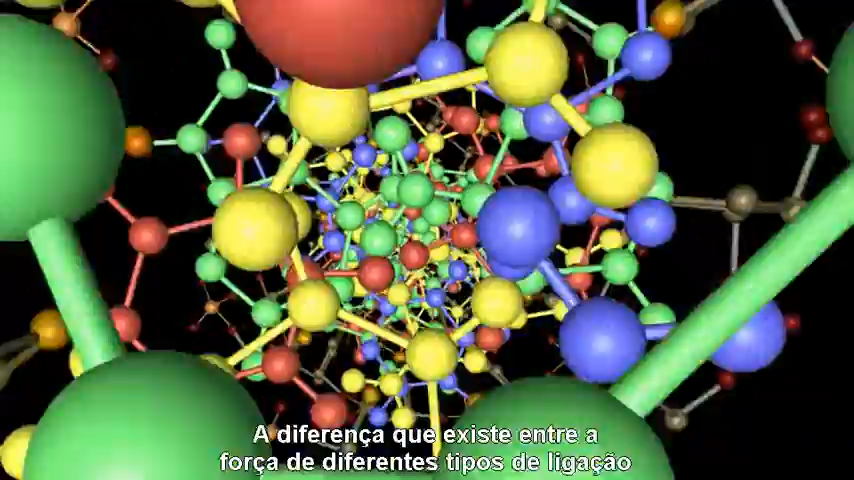 A diferença que existe entre a
força de diferentes tipos de ligação